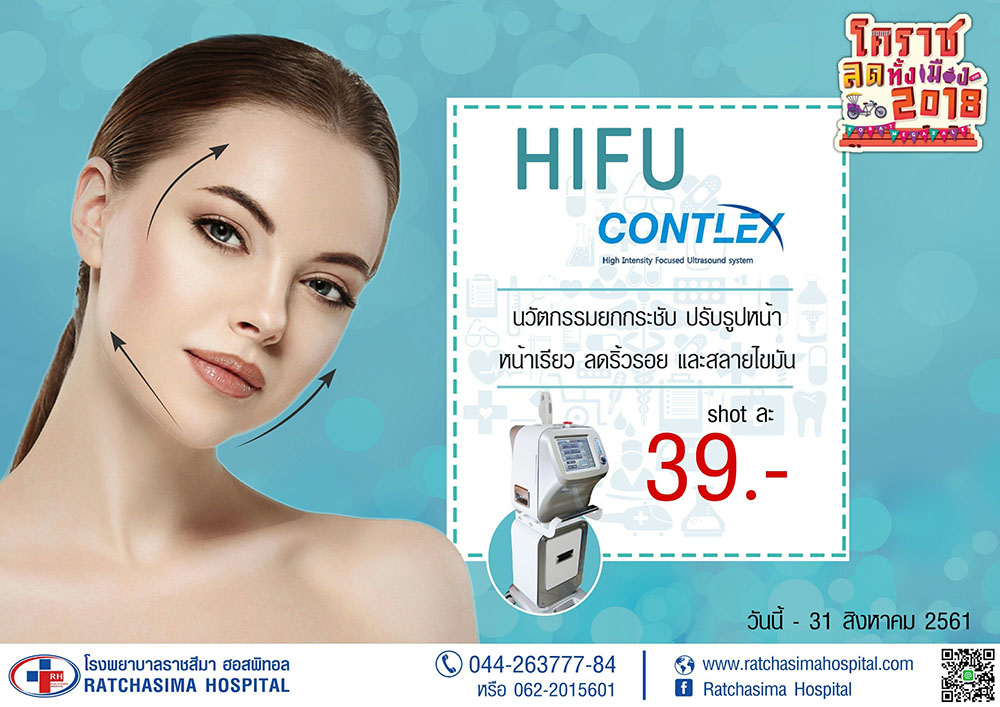 โคราช
ลดทั้งเมือง
2018
HIFU
CONTLEX
High Intensity Focused Ultrasound system
นวัตกรรมยกกระชับ ปรับรูปหน้า
หน้าเรียว ลดริ้วรอย และสลายไขมัน
shot ละ
39.-
วันนี้ - 31 สิงหาคม 2561
RH
โรงพยาบาลราชสีมา ฮอสพิทอล
RATCHASIMA HOSPITAL
044-263777-84
หรือ 062-2015601
www.ratchasimahospital.com
Ratchasima Hospital